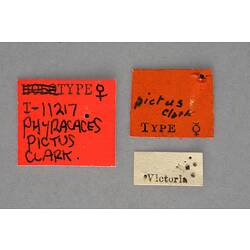 TYPE ♀
I-11217
PHYRACACES
PICTUS
CLARK.
pictus
Clark
TYPE ☿
Victoria